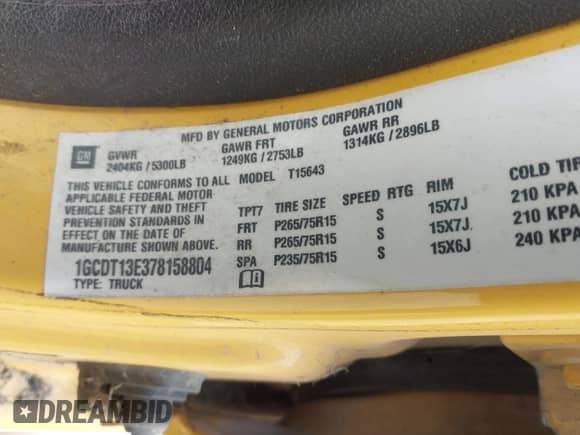 MFD BY GENERAL MOTORS CORPORATION
GM
GVWR GAWR FRT GAWR RR
2404KG / 5300LB 1249KG / 2753LB 1314KG / 2896LB
THIS VEHICLE CONFORMS TO ALL MODEL T15643
APPLICABLE FEDERAL MOTOR
VEHICLE SAFETY AND THEFT
PREVENTION STANDARDS IN
EFFECT ON THE DATE OF
MANUFACTURE SHOWN ABOVE.
1GCDT13E378158804
TYPE: TRUCK
TPT7 TIRE SIZE SPEED RTG RIM COLD TI
FRT P265/75R15 S 15X7J 210 KPA
RR P265/75R15 S 15X7J 210 KPA
SPA P235/75R15 S 15X6J 240 KPA
DREAMBID